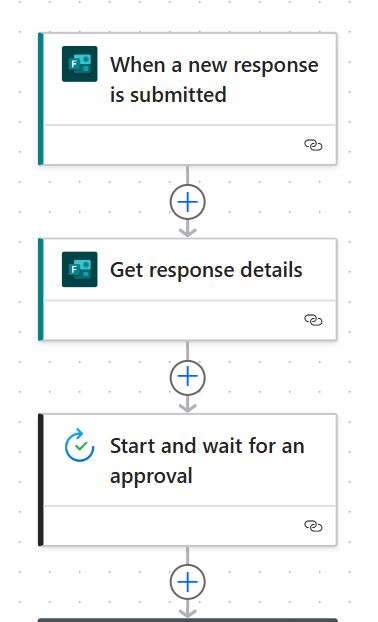 When a new response
is submitted
F
Get response details
F
Start and wait for an
approval